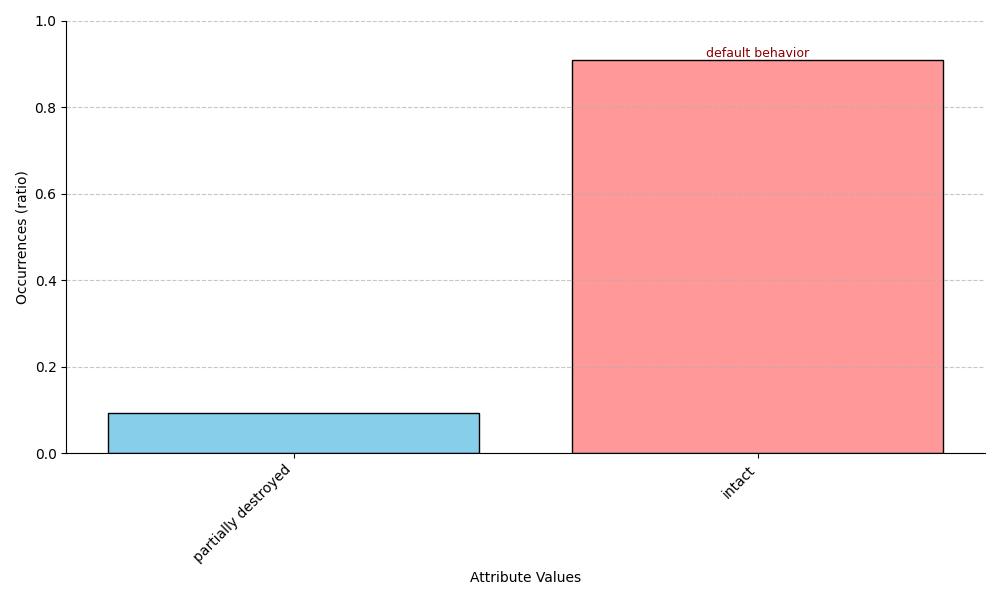 1.0
default behavior
0.8
0.6
0.4
0.2
0.0
Occurrences (ratio)
partially destroyed
intact
Attribute Values